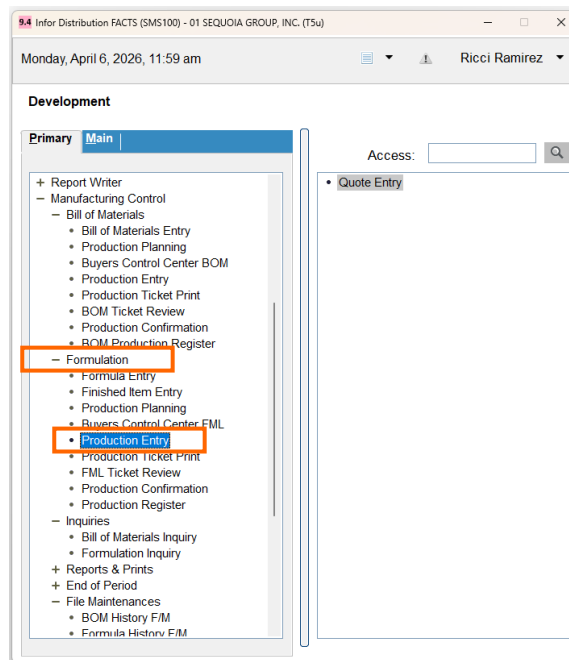 9.4 Infor Distribution FACTS (SMS100) - 01 SEQUOIA GROUP, INC. (T5u)
Monday, April 6, 2026, 11:59 am
Ricci Ramirez
Development
Primary Main
Access:
+ Report Writer
− Manufacturing Control
− Bill of Materials
• Bill of Materials Entry
• Production Planning
• Buyers Control Center BOM
• Production Entry
• Production Ticket Print
• BOM Ticket Review
• Production Confirmation
• BOM Production Register
− Formulation
• Formula Entry
• Finished Item Entry
• Production Planning
• Buyers Control Center FML
• Production Entry
• Production Ticket Print
• FML Ticket Review
• Production Confirmation
• Production Register
− Inquiries
• Bill of Materials Inquiry
• Formulation Inquiry
+ Reports & Prints
+ End of Period
− File Maintenances
• BOM History F/M
• Formula History F/M
• Quote Entry